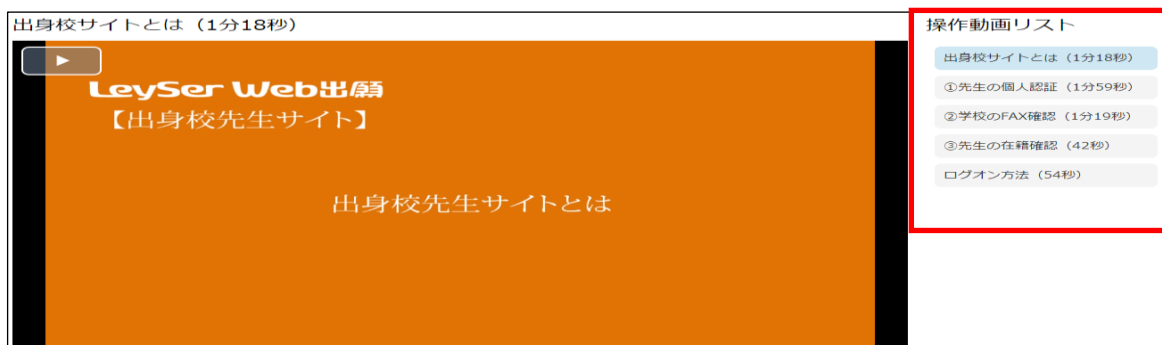 出身校サイトとは（1分18秒）
LeySer Web出願
【出身校先生サイト】
出身校先生サイトとは
操作動画リスト
出身校サイトとは（1分18秒）
①先生の個人認証（1分59秒）
②学校のFAX確認（1分19秒）
③先生の在籍確認（42秒）
ログオン方法（54秒）